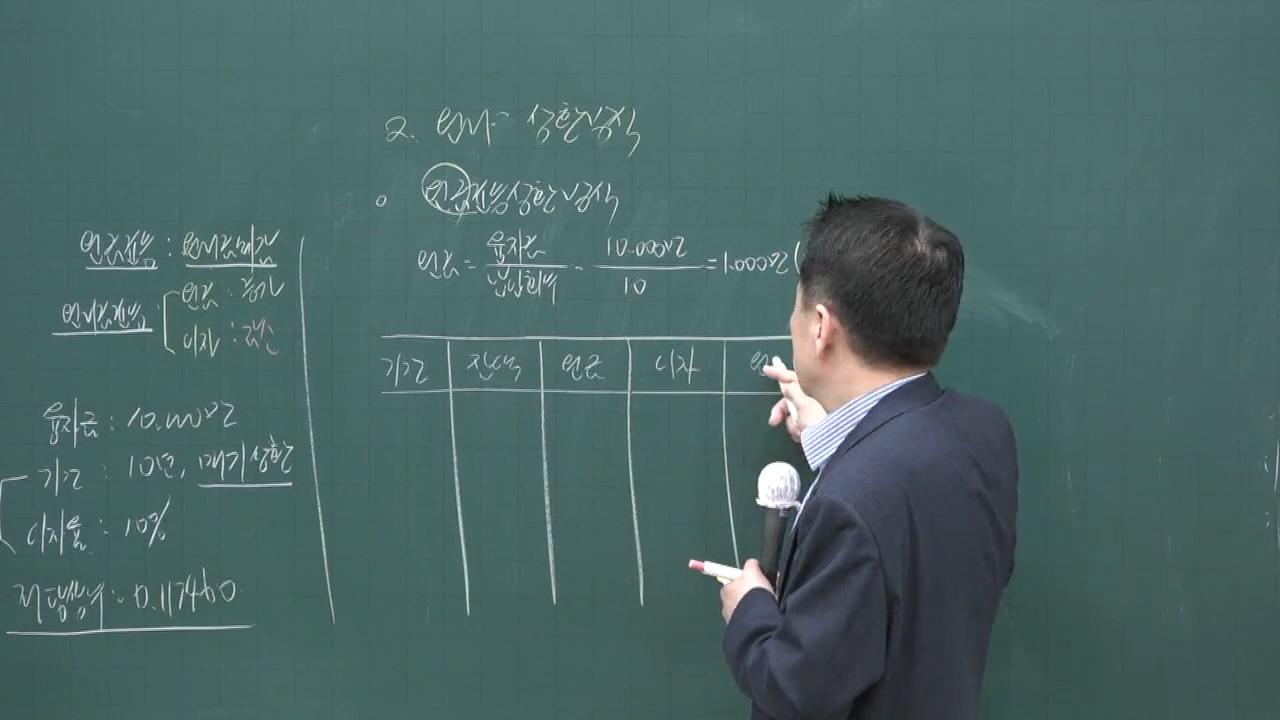 원금균등 : 원리금체감
원리금균등 원금 : 증가
이자 : 감소
융자금 : 10.000만
기간 : 10년, 매기상환
이자율 : 10%
저당상수 : 0.117460
2. 원리금 상환방식
○ 원금균등상환방식
원금 = 융자금/납입횟수 = 10.000만/10 = 1.000만(
기간 잔액 원금 이자 원